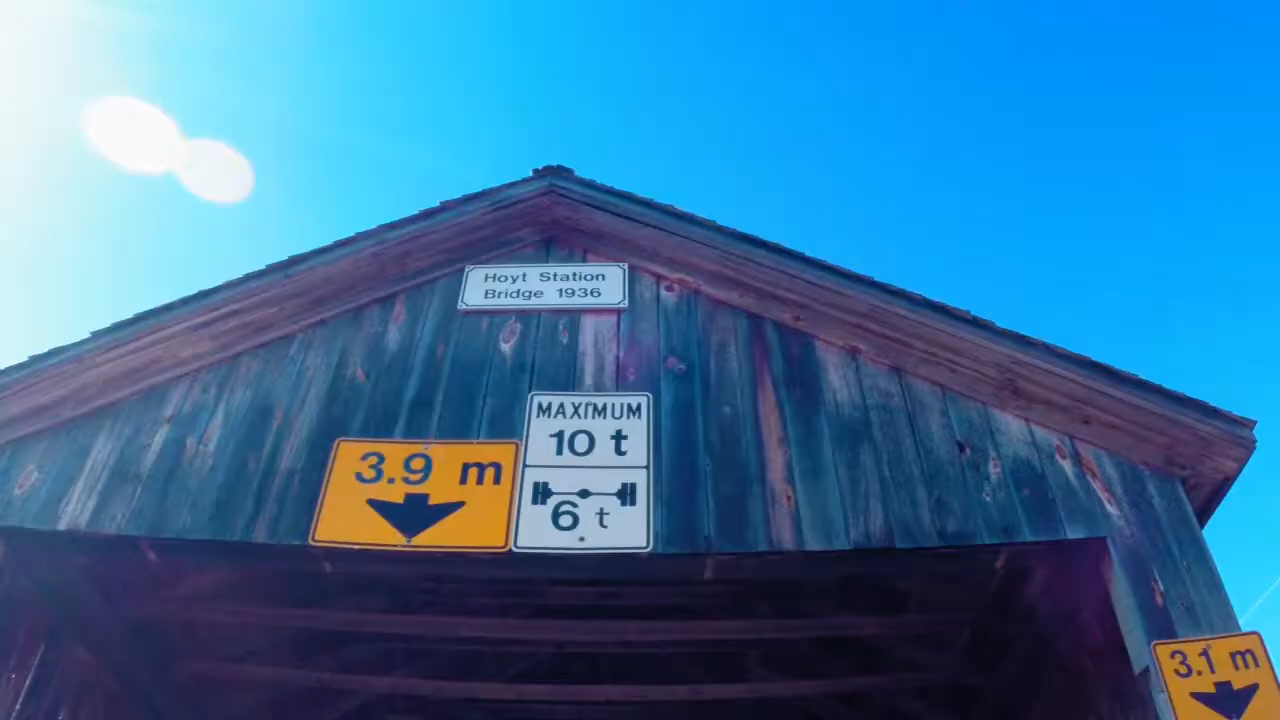 Hoyt Station
Bridge 1936
MAXIMUM
10 t
3.9 m
6 t
3.1 m